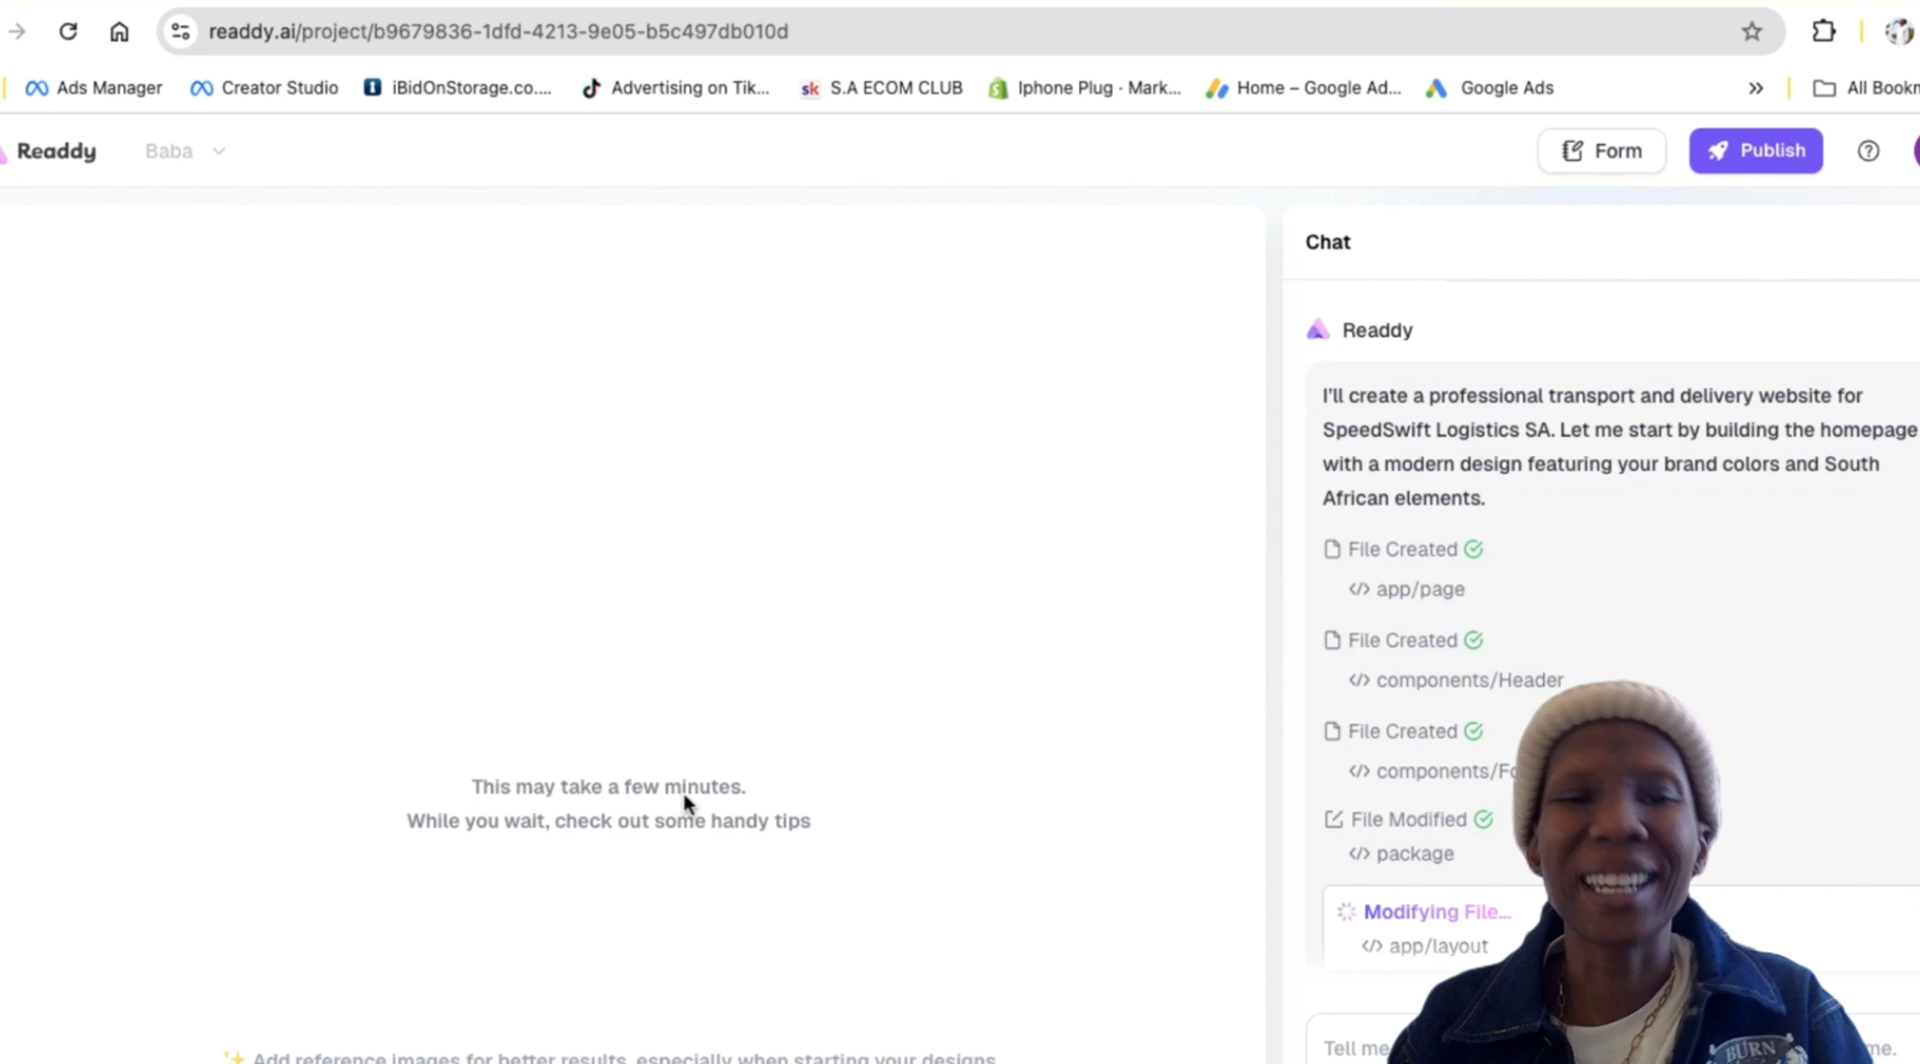 readdy.ai/project/b9679836-1dfd-4213-9e05-b5c497db010d
Ads Manager
Creator Studio
iBidOnStorage.co....
Advertising on Tik...
sk S.A ECOM CLUB
Iphone Plug · Mark...
Home – Google Ad...
Google Ads
All Bookm
Readdy
Baba
Form
Publish
Chat
Readdy
I'll create a professional transport and delivery website for
SpeedSwift Logistics SA. Let me start by building the homepage
with a modern design featuring your brand colors and South
African elements.
File Created
</> app/page
File Created
</> components/Header
File Created
</> components/Fo
File Modified
</> package
Modifying File...
</> app/layout
This may take a few minutes.
While you wait, check out some handy tips
Add reference images for better results, especially when starting your designs
Tell me
me.
BURN